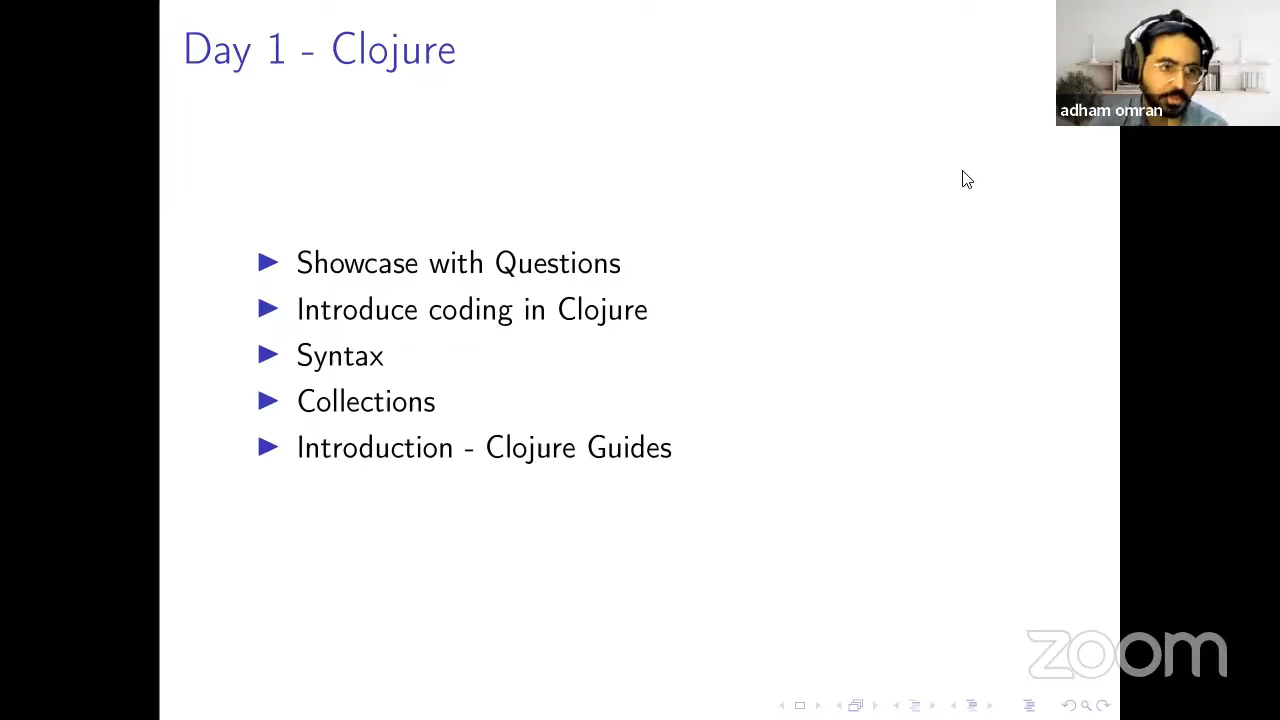 Day 1 - Clojure
adham omran
Showcase with Questions
Introduce coding in Clojure
Syntax
Collections
Introduction - Clojure Guides
zoom